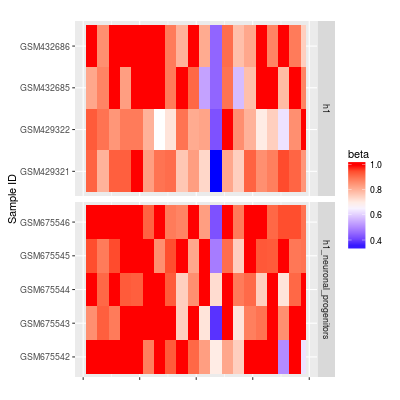 Sample ID
GSM432686
GSM432685
GSM429322
GSM429321
h1
GSM675546
GSM675545
GSM675544
GSM675543
GSM675542
h1_neuronal_progenitors
beta
1.0
0.8
0.6
0.4